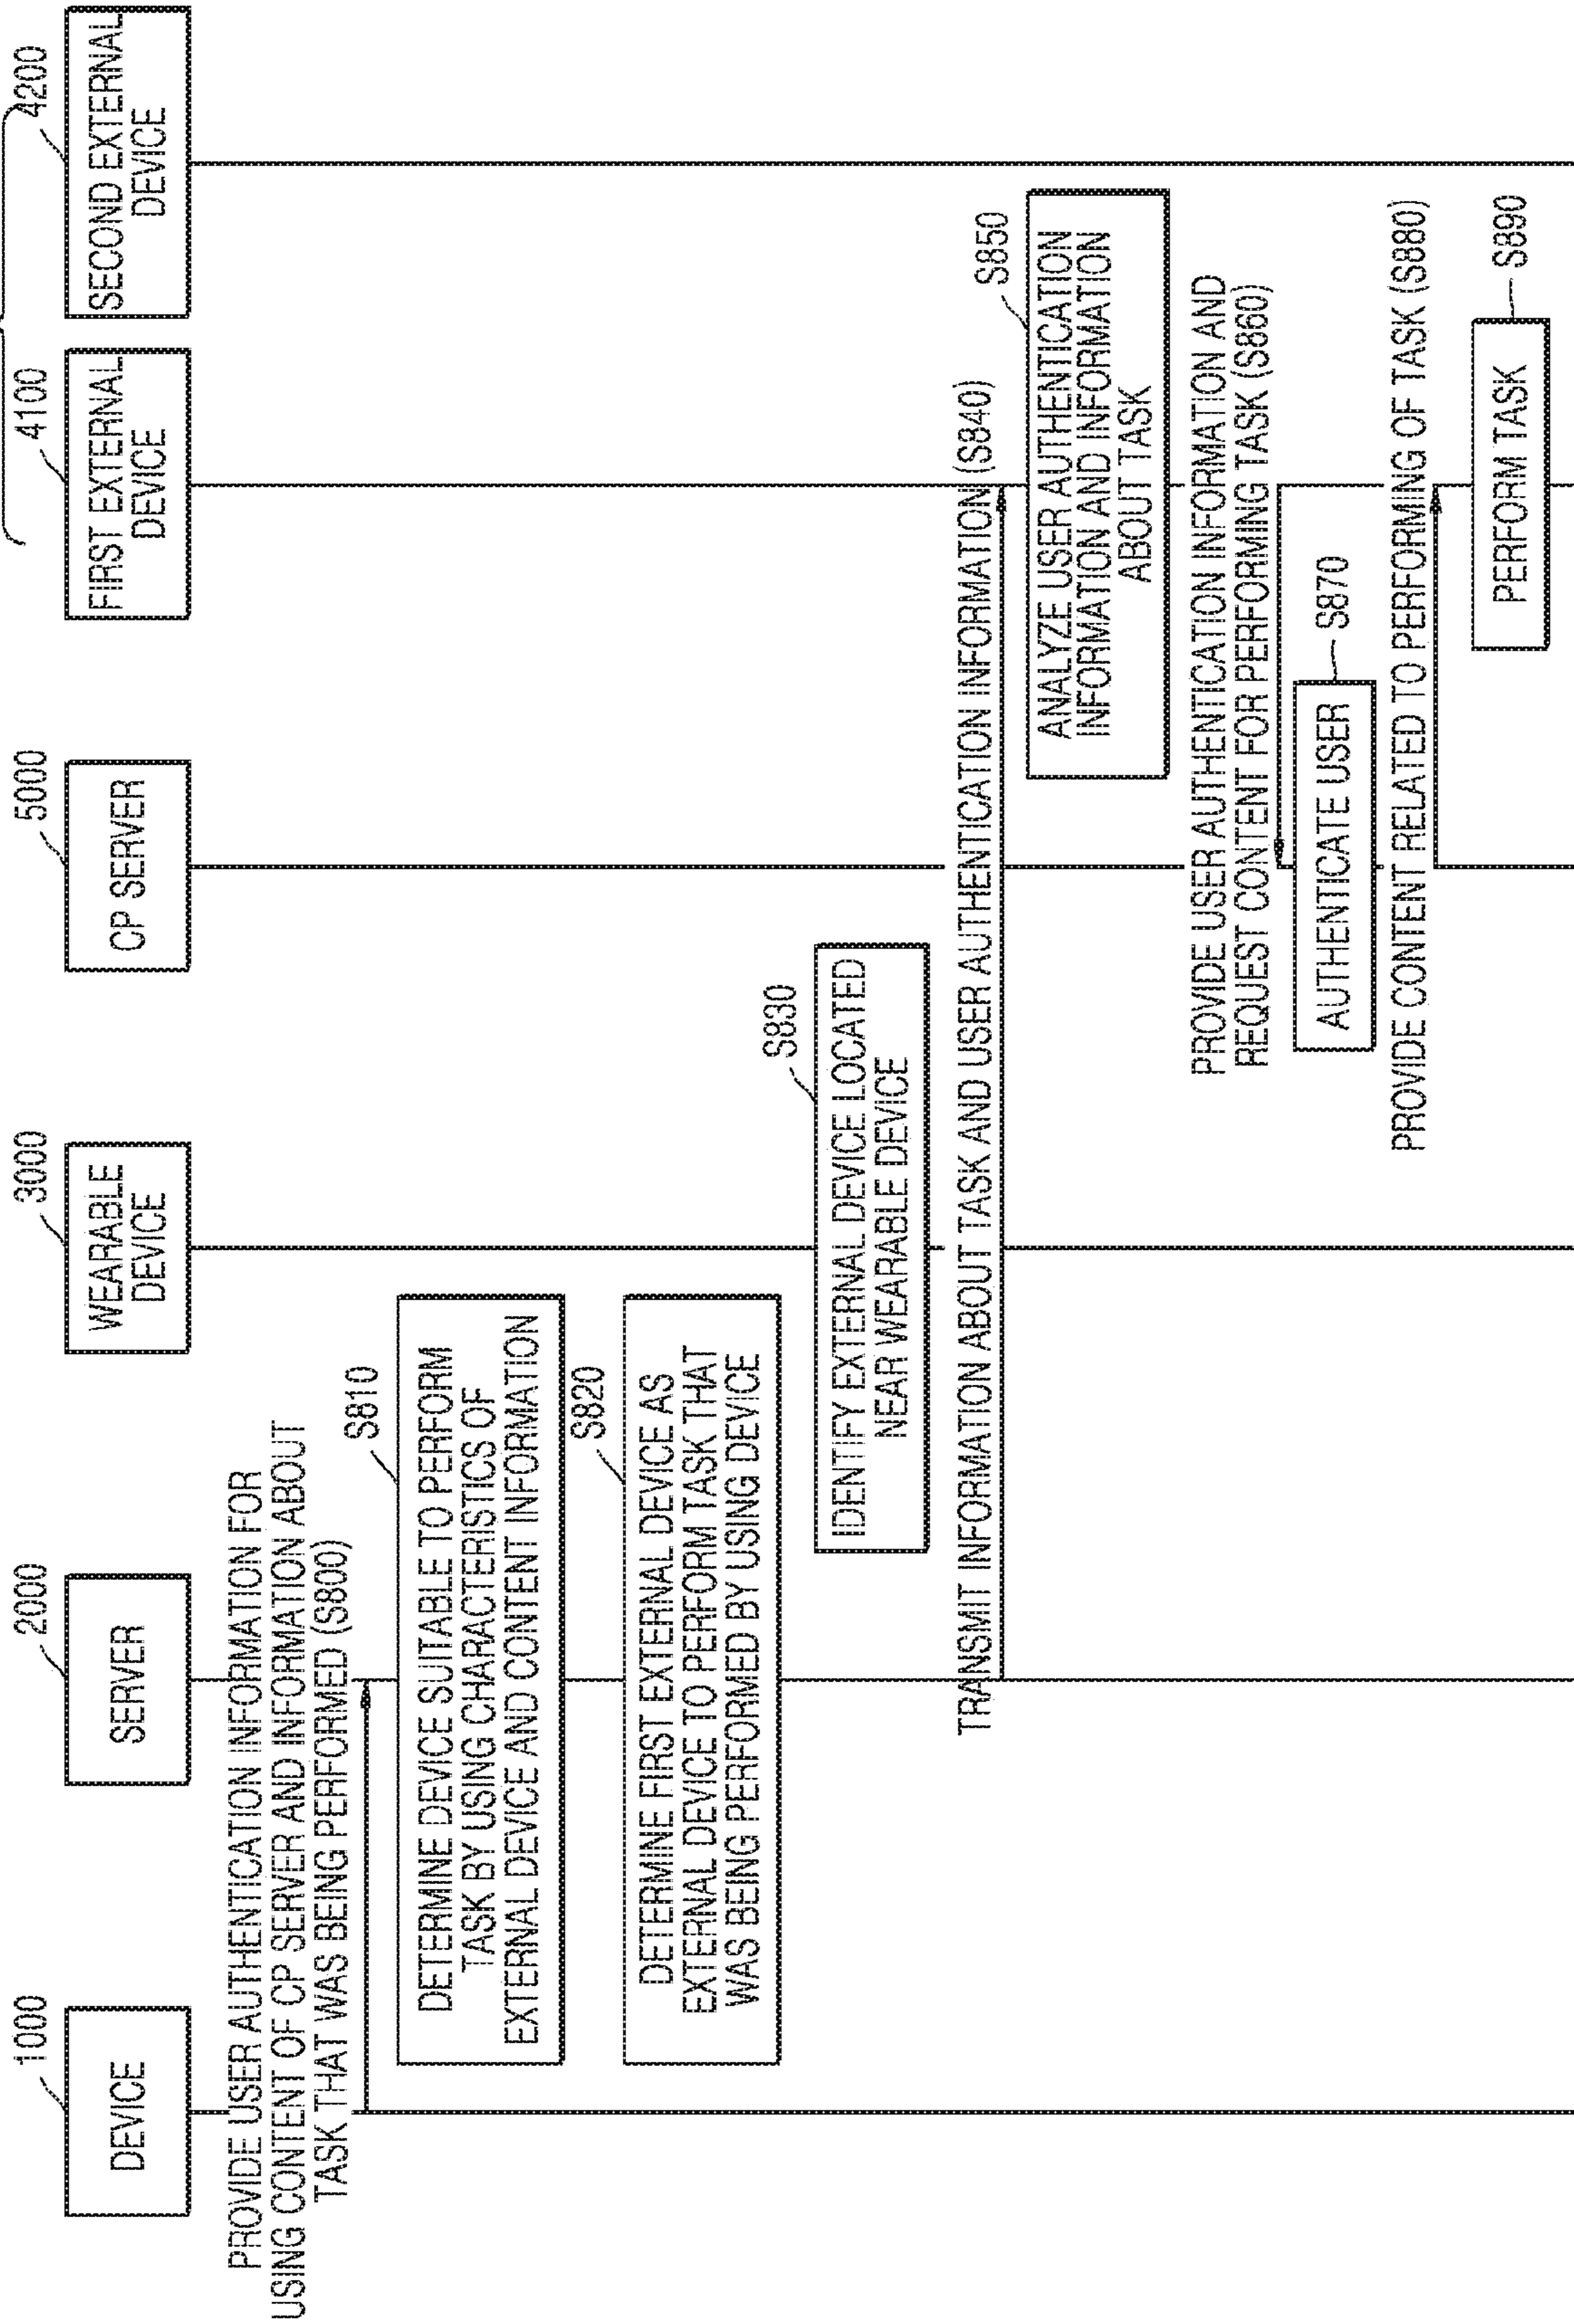 1000
DEVICE
2000
SERVER
3000
WEARABLE
DEVICE
5000
CP SERVER
4100
FIRST EXTERNAL
DEVICE
4200
SECOND EXTERNAL
DEVICE
PROVIDE USER AUTHENTICATION INFORMATION FOR
USING CONTENT OF CP SERVER AND INFORMATION ABOUT
TASK THAT WAS BEING PERFORMED (S800)
S810
DETERMINE DEVICE SUITABLE TO PERFORM
TASK BY USING CHARACTERISTICS OF
EXTERNAL DEVICE AND CONTENT INFORMATION
S820
DETERMINE FIRST EXTERNAL DEVICE AS
EXTERNAL DEVICE TO PERFORM TASK THAT
WAS BEING PERFORMED BY USING DEVICE
S830
IDENTIFY EXTERNAL DEVICE LOCATED
NEAR WEARABLE DEVICE
TRANSMIT INFORMATION ABOUT TASK AND USER AUTHENTICATION INFORMATION (S840)
S850
ANALYZE USER AUTHENTICATION
INFORMATION AND INFORMATION
ABOUT TASK
PROVIDE USER AUTHENTICATION INFORMATION AND
REQUEST CONTENT FOR PERFORMING TASK (S860)
AUTHENTICATE USER
S870
PROVIDE CONTENT RELATED TO PERFORMING OF TASK (S880)
PERFORM TASK
S890